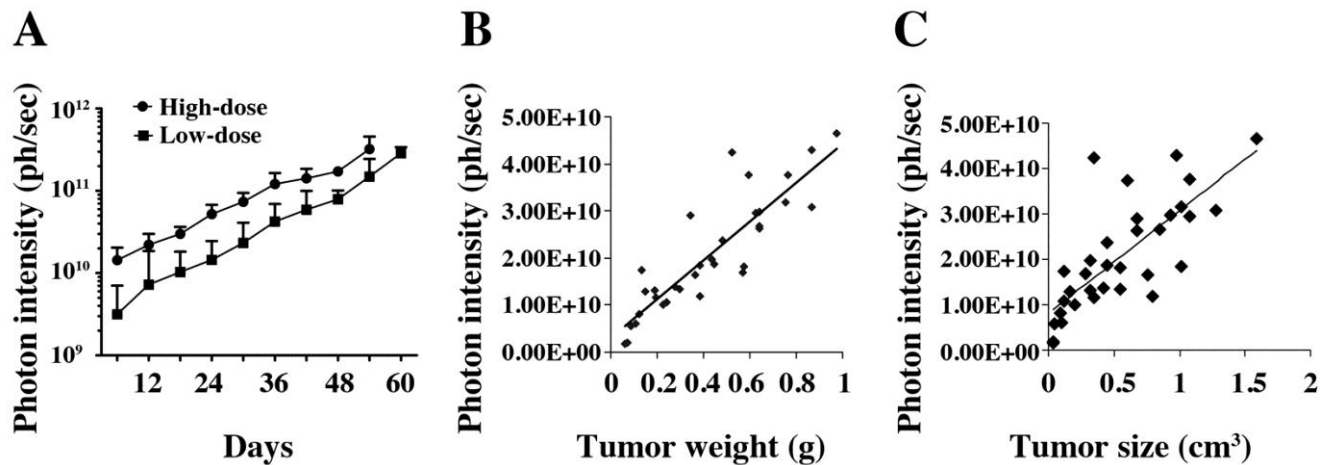 A
Photon intensity (ph/sec)
10¹²
10¹¹
10¹⁰
10⁹
High-dose
Low-dose
12 24 36 48 60
Days
B
Photon intensity (ph/sec)
5.00E+10
4.00E+10
3.00E+10
2.00E+10
1.00E+10
0.00E+00
0 0.2 0.4 0.6 0.8 1
Tumor weight (g)
C
Photon intensity (ph/sec)
5.00E+10
4.00E+10
3.00E+10
2.00E+10
1.00E+10
0.00E+00
0 0.5 1 1.5 2
Tumor size (cm³)